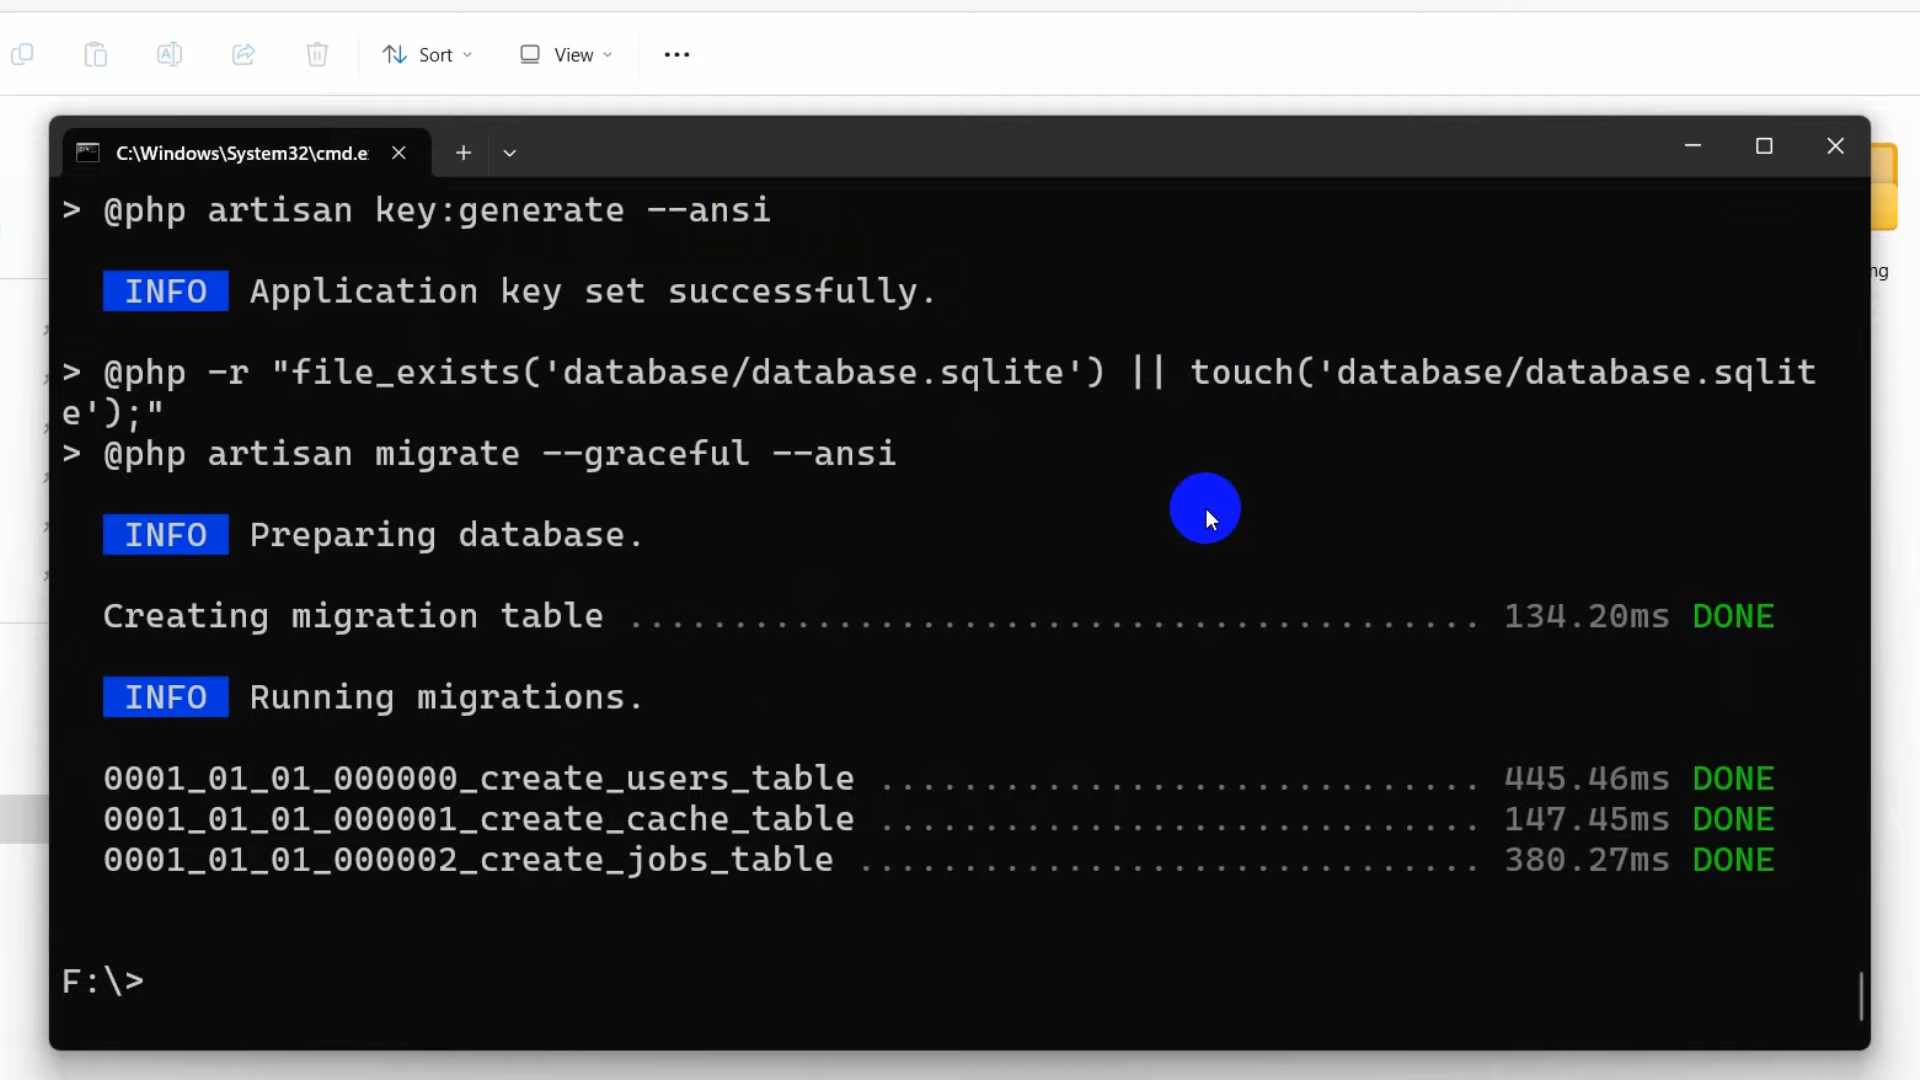 Sort
View
C:\Windows\System32\cmd.e
> @php artisan key:generate --ansi
INFO Application key set successfully.
> @php -r "file_exists('database/database.sqlite') || touch('database/database.sqlit
e');"
> @php artisan migrate --graceful --ansi
INFO Preparing database.
Creating migration table ......................................... 134.20ms DONE
INFO Running migrations.
0001_01_01_000000_create_users_table ............................. 445.46ms DONE
0001_01_01_000001_create_cache_table ............................. 147.45ms DONE
0001_01_01_000002_create_jobs_table .............................. 380.27ms DONE
F:\>